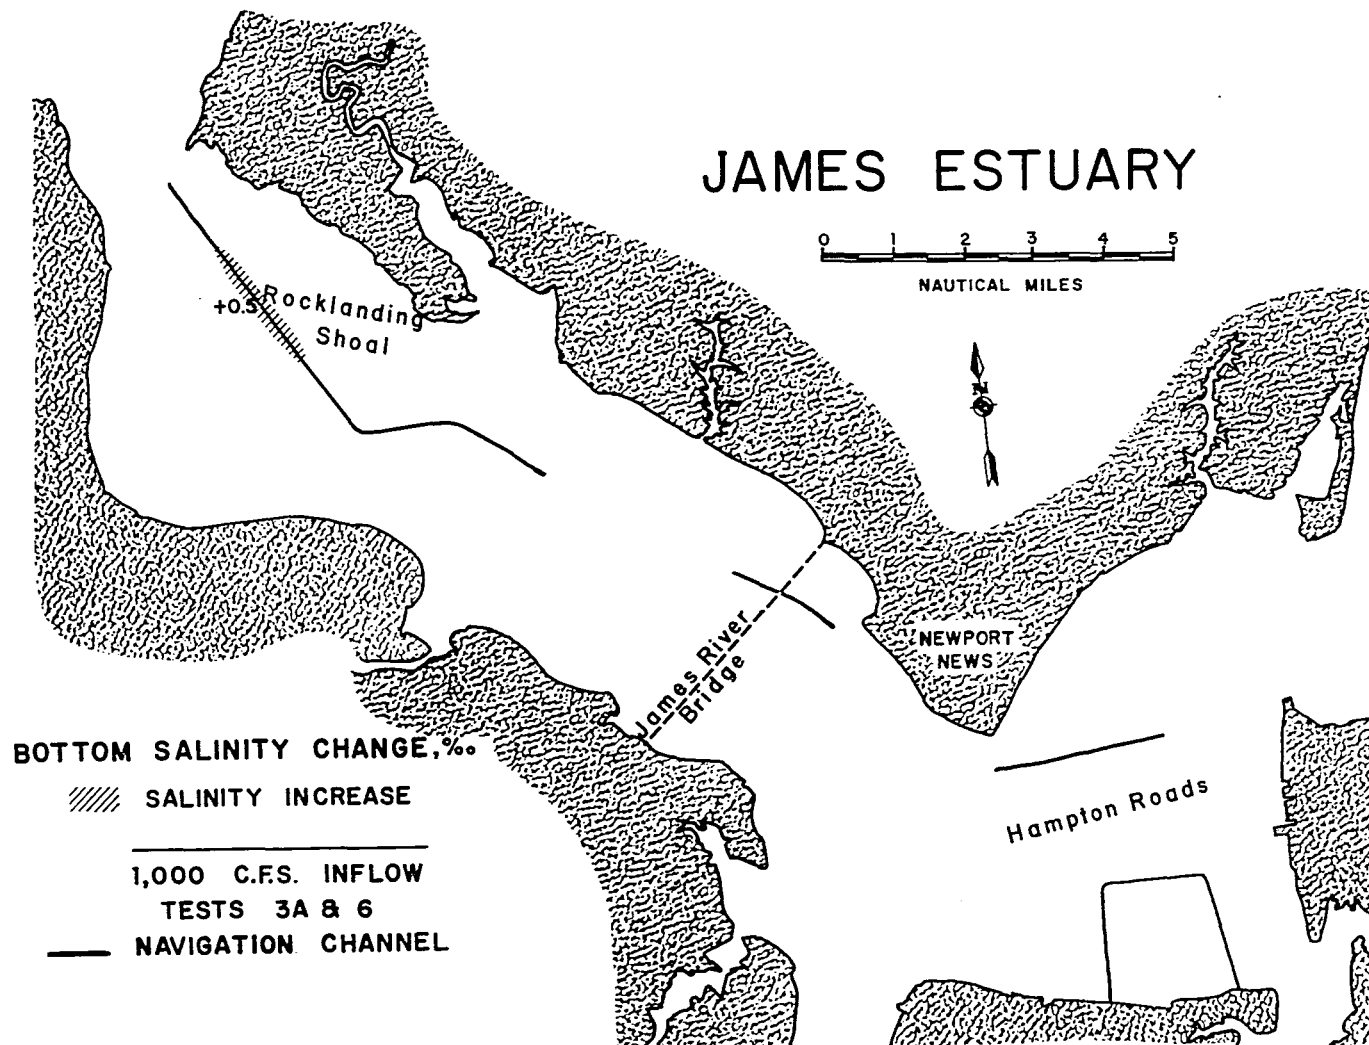 JAMES ESTUARY
0 1 2 3 4 5
NAUTICAL MILES
N
+0.5
Rocklanding
Shoal
James River
Bridge
NEWPORT
NEWS
Hampton Roads
BOTTOM SALINITY CHANGE,‰
SALINITY INCREASE
1,000 C.F.S. INFLOW
TESTS 3A & 6
NAVIGATION CHANNEL